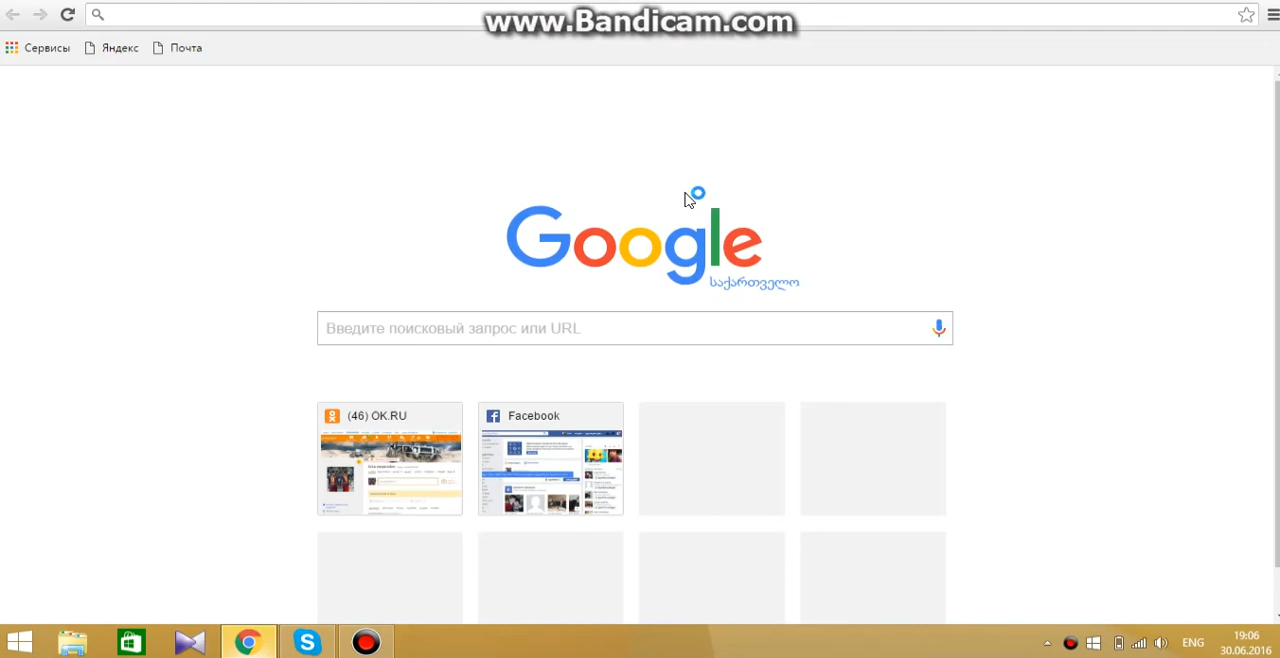 www.Bandicam.com
Сервисы
Яндекс
Почта
Google
საქართველო
Введите поисковый запрос или URL
(46) OK.RU
Facebook
ENG
19:06
30.06.2016